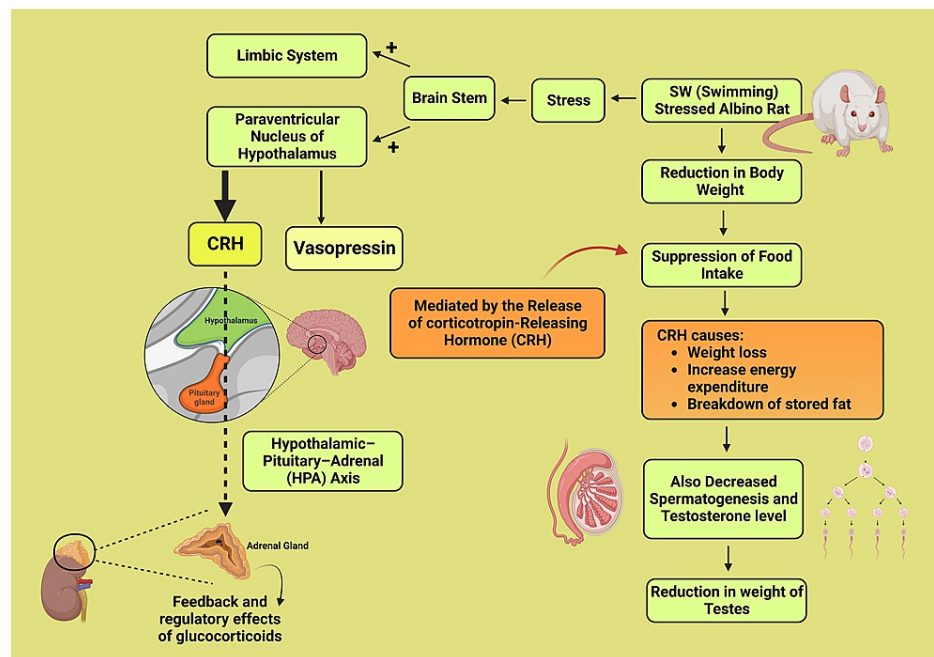 Limbic System
+
Brain Stem
Stress
SW (Swimming)
Stressed Albino Rat
Paraventricular
Nucleus of
Hypothalamus
+
Reduction in Body
Weight
CRH
Vasopressin
Suppression of Food
Intake
Mediated by the Release
of corticotropin-Releasing
Hormone (CRH)
Hypothalamus
Pituitary
gland
CRH causes:
• Weight loss
• Increase energy
expenditure
• Breakdown of stored fat
Hypothalamic–
Pituitary–Adrenal
(HPA) Axis
Also Decreased
Spermatogenesis and
Testosterone level
Adrenal Gland
Feedback and
regulatory effects
of glucocorticoids
Reduction in weight of
Testes